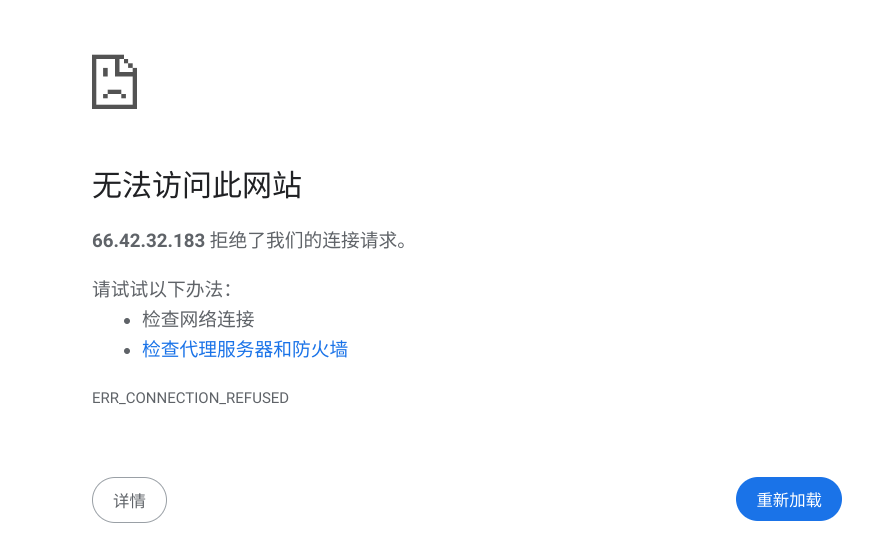 无法访问此网站
66.42.32.183 拒绝了我们的连接请求。
请试试以下办法：
检查网络连接
检查代理服务器和防火墙
ERR_CONNECTION_REFUSED
详情
重新加载